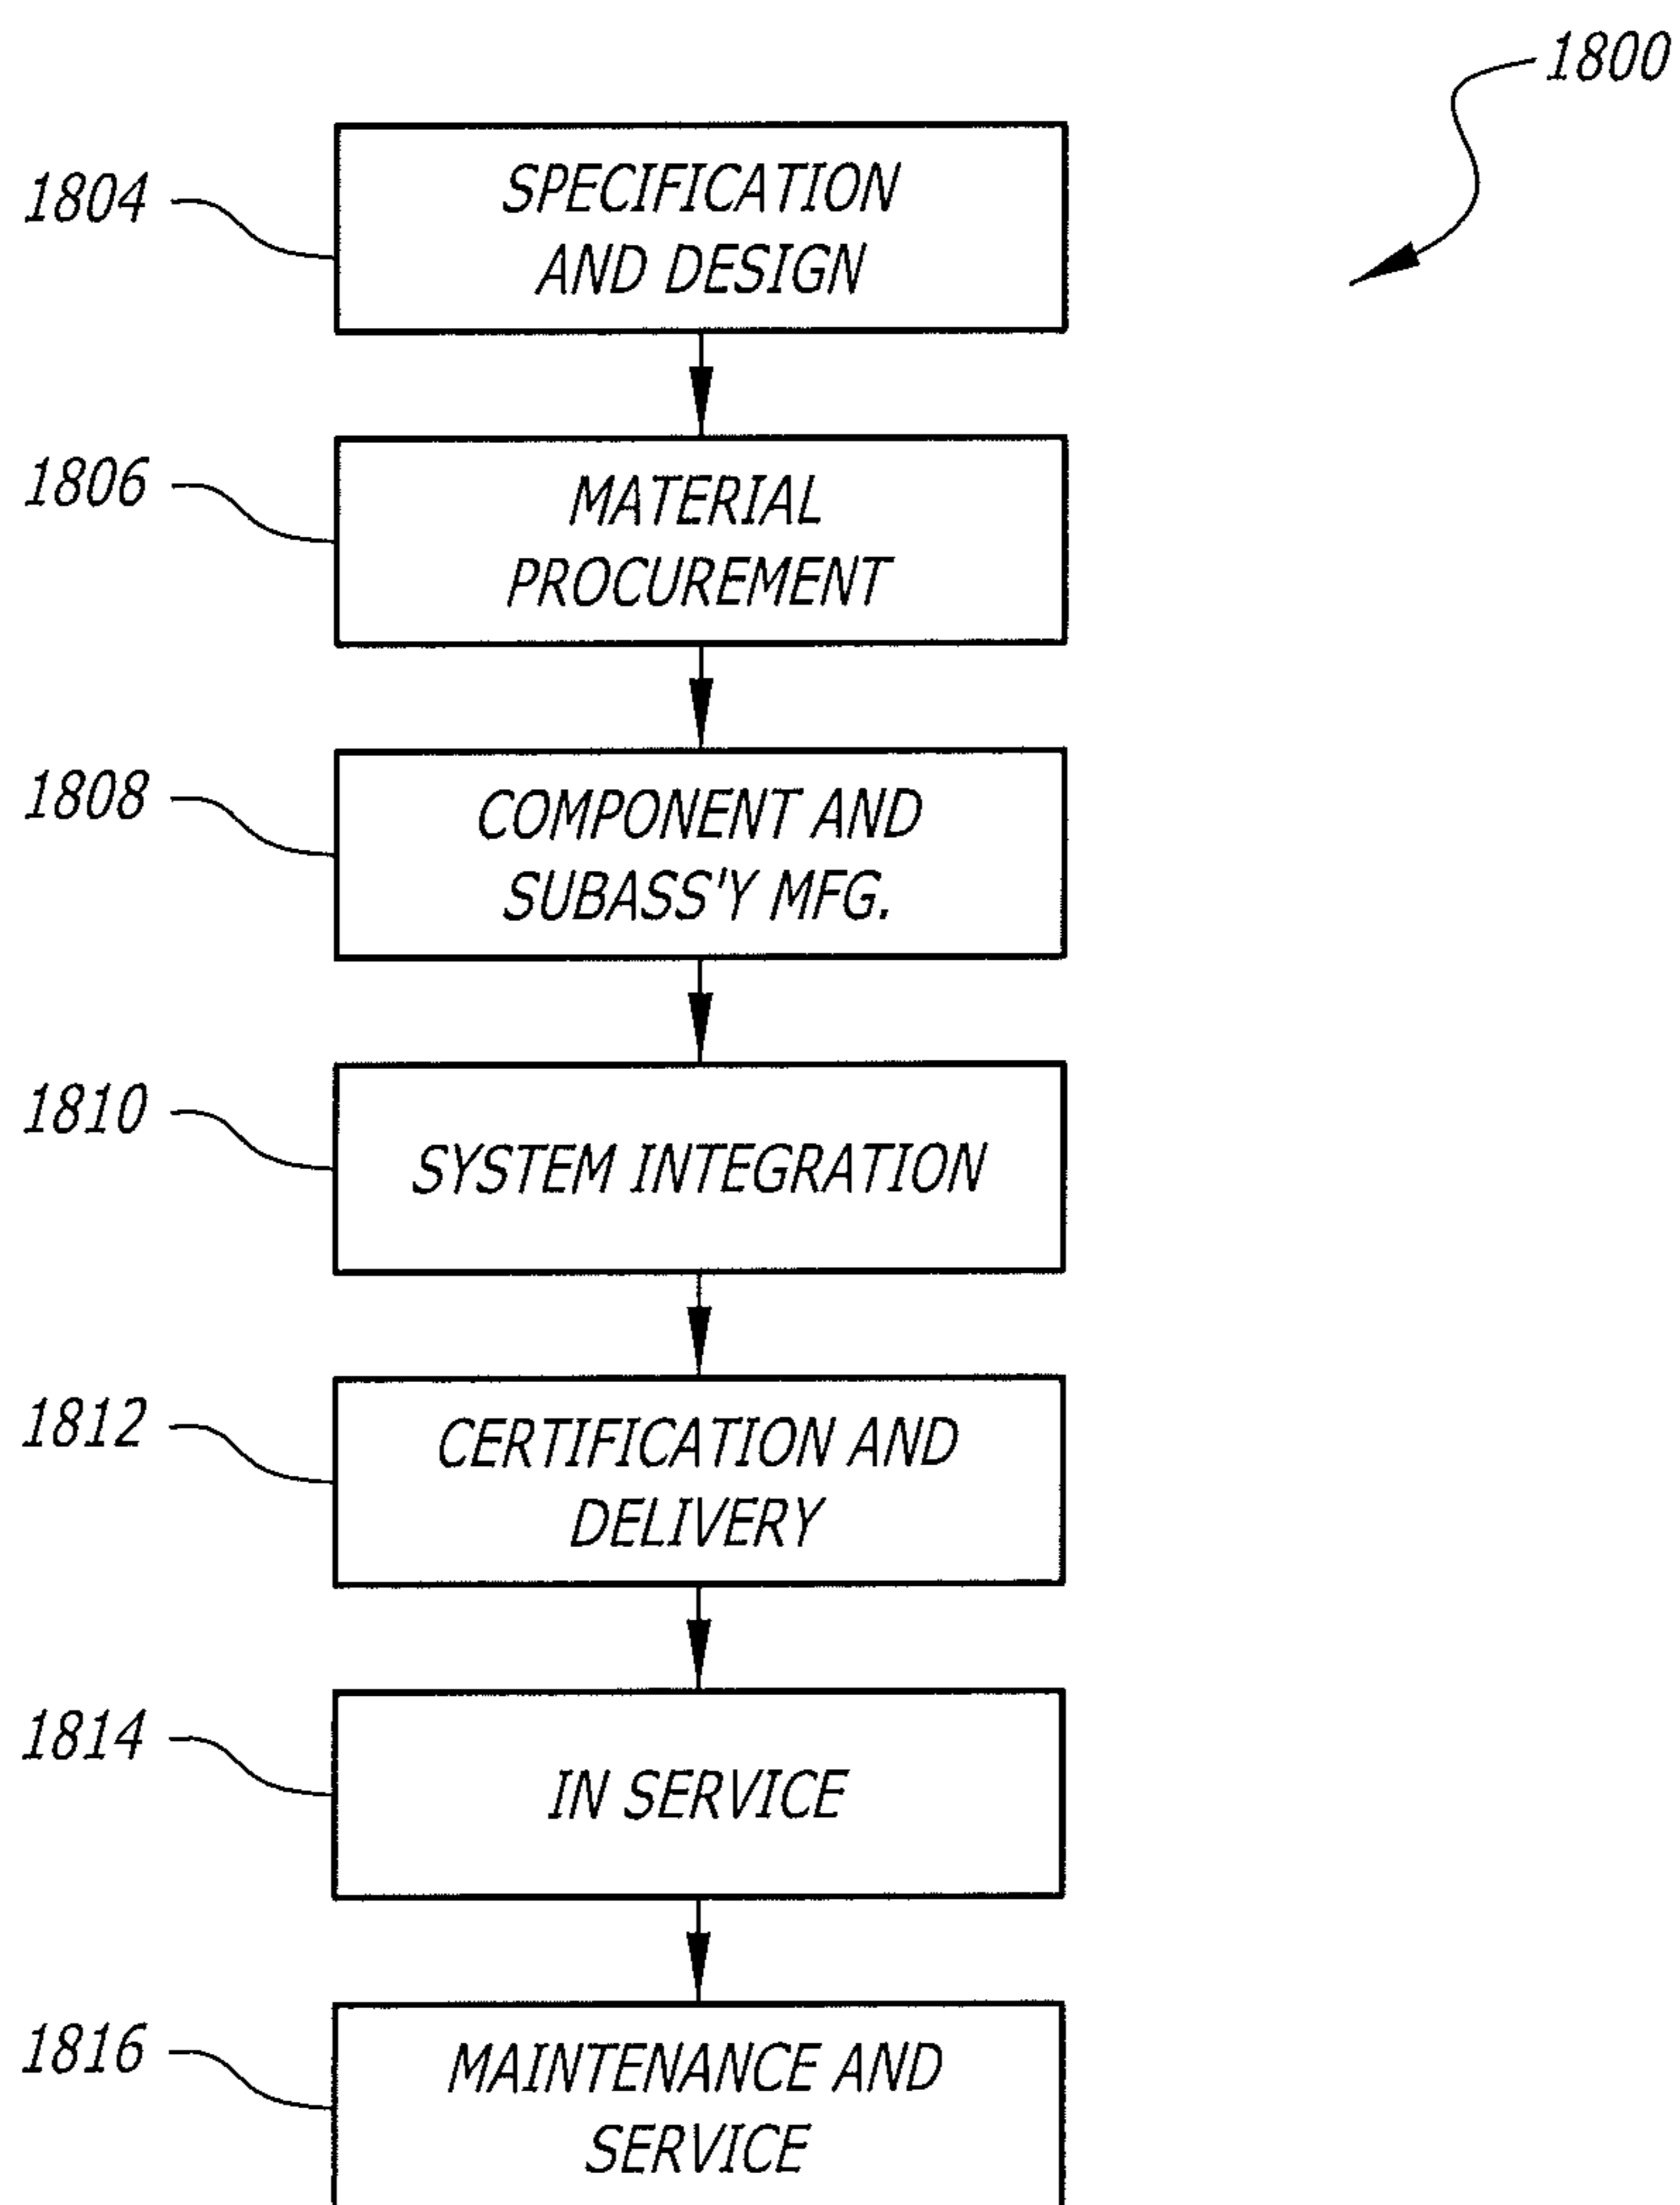 1800
1804
SPECIFICATION
AND DESIGN
1806
MATERIAL
PROCUREMENT
1808
COMPONENT AND
SUBASS'Y MFG.
1810
SYSTEM INTEGRATION
1812
CERTIFICATION AND
DELIVERY
1814
IN SERVICE
1816
MAINTENANCE AND
SERVICE